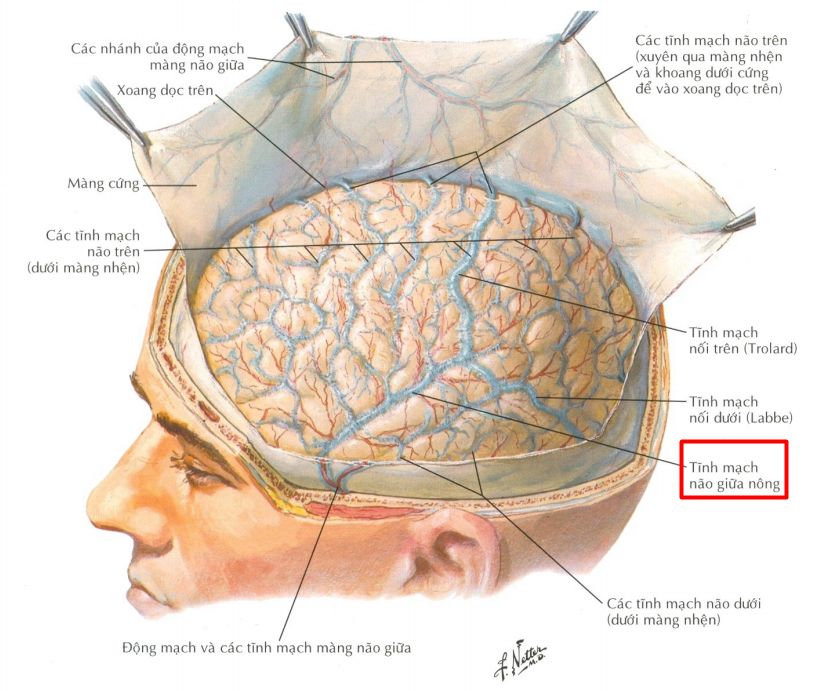 Các nhánh của động mạch
màng não giữa
Xoang dọc trên
Màng cứng
Các tĩnh mạch
não trên
(dưới màng nhện)
Các tĩnh mạch não trên
(xuyên qua màng nhện
và khoang dưới cứng
để vào xoang dọc trên)
Tĩnh mạch
nối trên (Trolard)
Tĩnh mạch
nối dưới (Labbe)
Tĩnh mạch
não giữa nông
Các tĩnh mạch não dưới
(dưới màng nhện)
Động mạch và các tĩnh mạch màng não giữa
F. Netter
M.D.